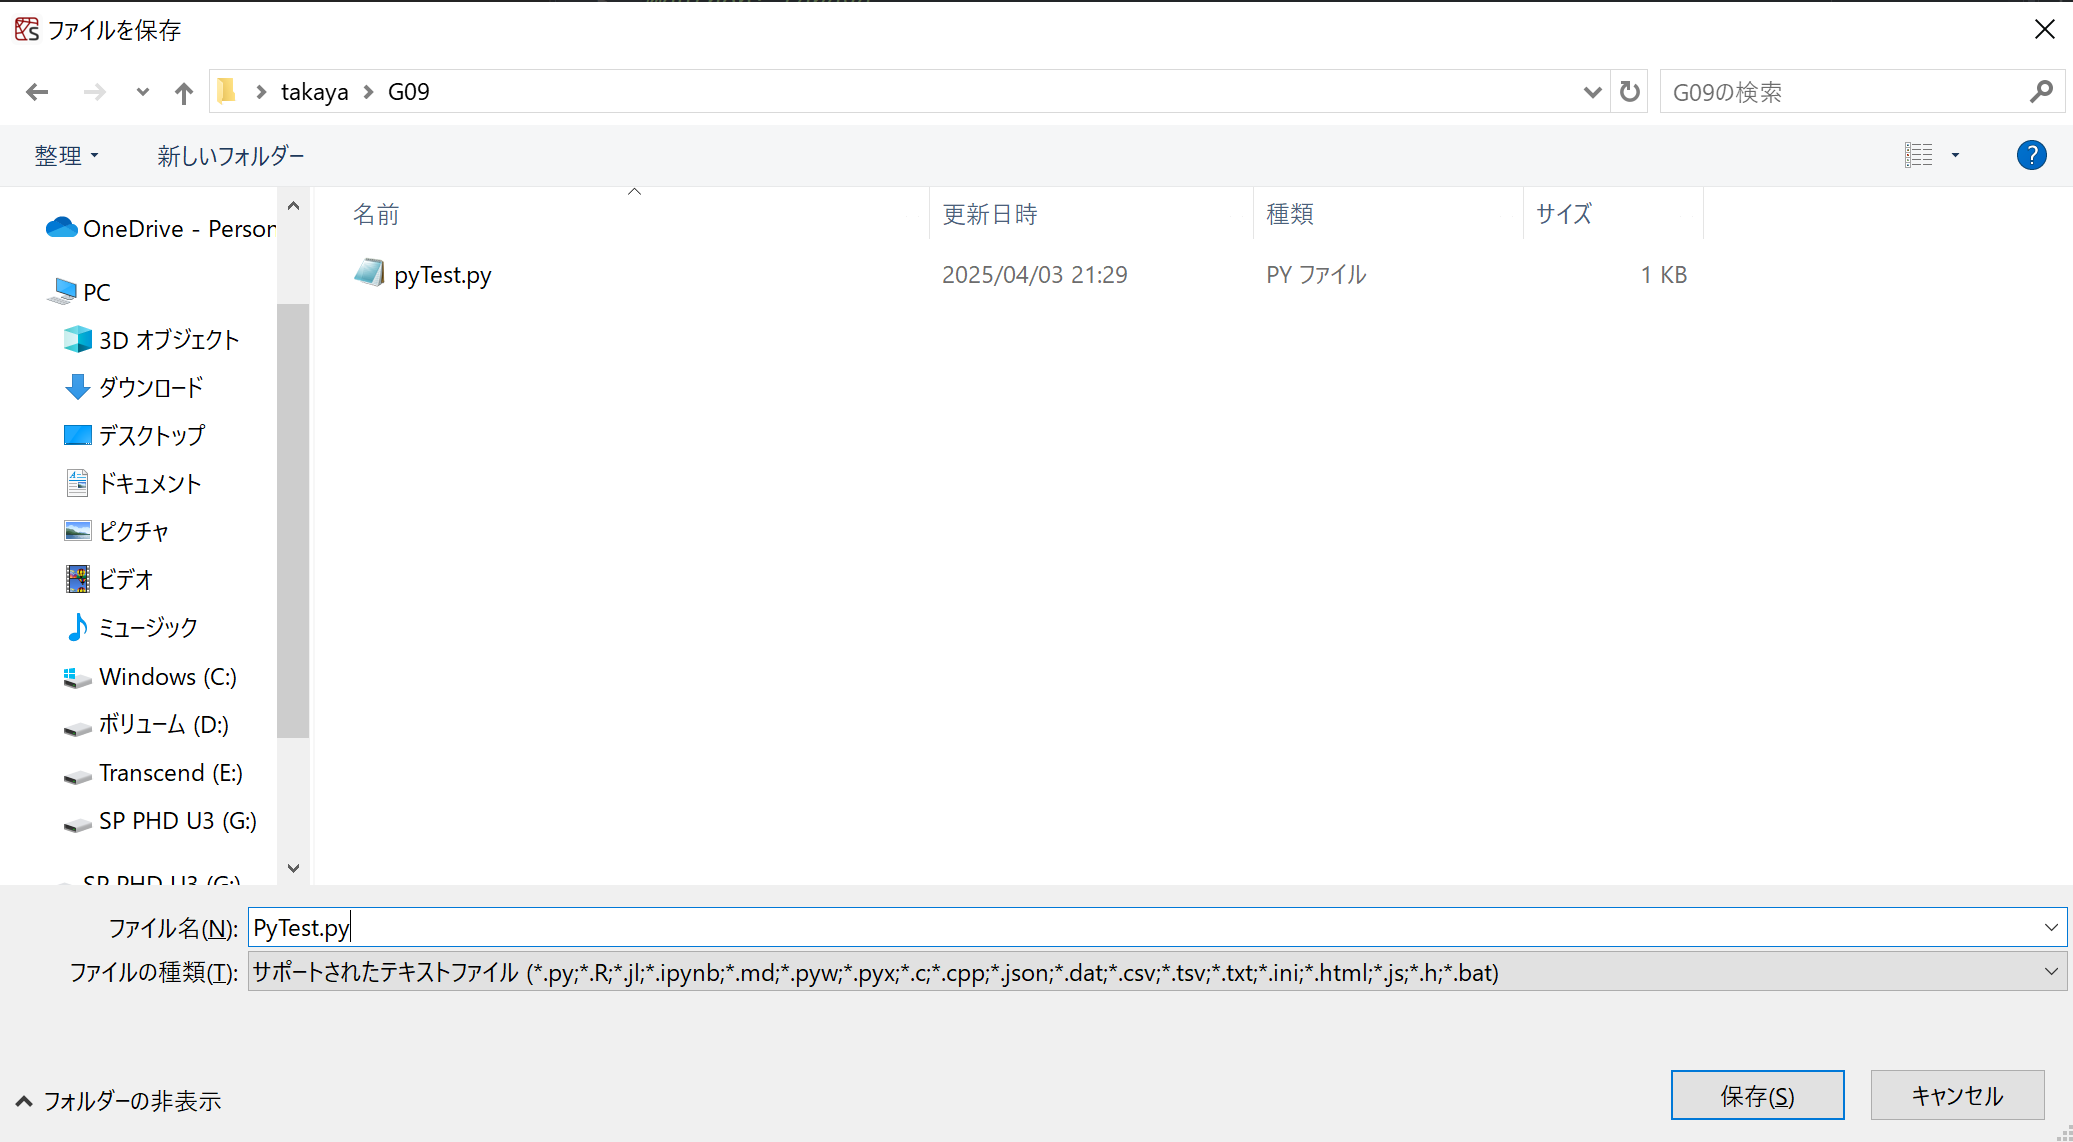 ファイルを保存
takaya G09
G09の検索
整理 新しいフォルダー
?
名前 更新日時 種類 サイズ
pyTest.py 2025/04/03 21:29 PY ファイル 1 KB
OneDrive - Person
PC
3D オブジェクト
ダウンロード
デスクトップ
ドキュメント
ピクチャ
ビデオ
ミュージック
Windows (C:)
ボリューム (D:)
Transcend (E:)
SP PHD U3 (G:)
SP PHD U3 (G:)
ファイル名(N): PyTest.py
ファイルの種類(T): サポートされたテキストファイル (*.py;*.R;*.jl;*.ipynb;*.md;*.pyw;*.pyx;*.c;*.cpp;*.json;*.dat;*.csv;*.tsv;*.txt;*.ini;*.html;*.js;*.h;*.bat)
フォルダーの非表示
保存(S) キャンセル